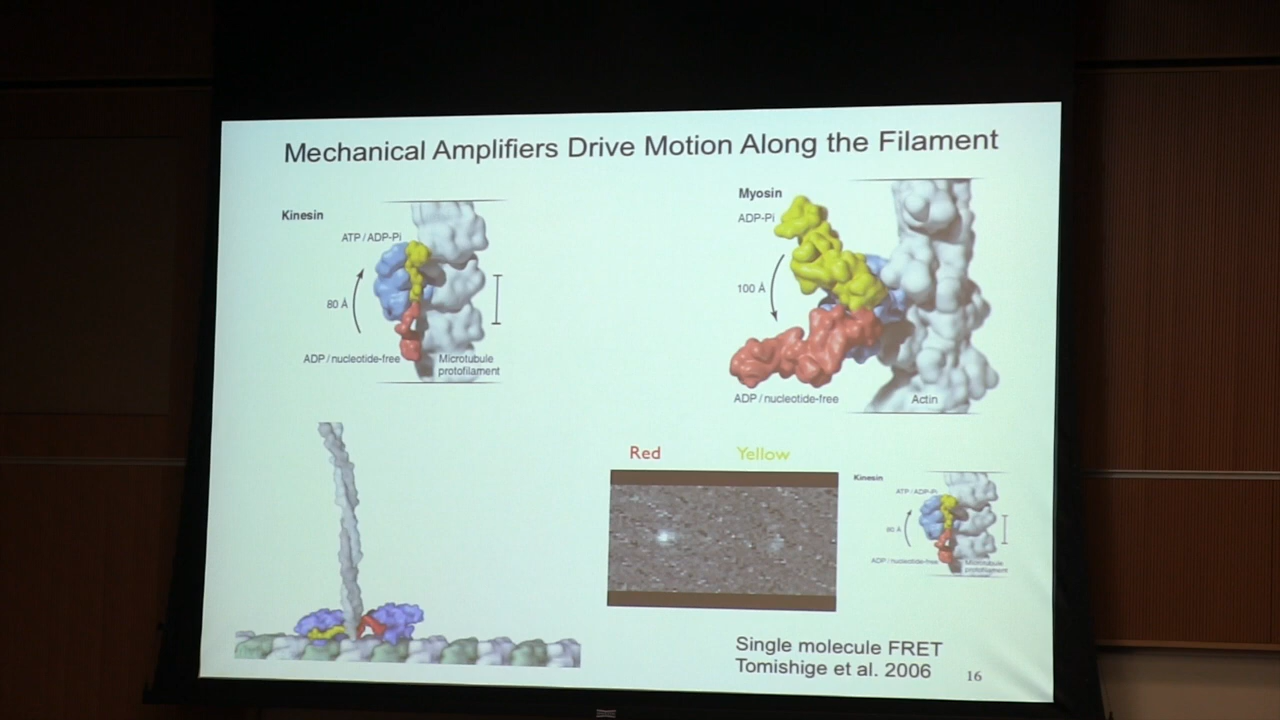 Mechanical Amplifiers Drive Motion Along the Filament
Kinesin
ATP / ADP-Pi
80 Å
ADP / nucleotide-free
Microtubule
protofilament
Myosin
ADP-Pi
100 Å
ADP / nucleotide-free
Actin
Red
Yellow
Kinesin
ATP / ADP-Pi
80 Å
ADP / nucleotide-free
Microtubule
protofilament
Single molecule FRET
Tomishige et al. 2006
16